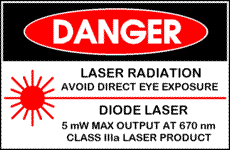 DANGER
LASER RADIATION
AVOID DIRECT EYE EXPOSURE
DIODE LASER
5 mW MAX OUTPUT AT 670 nm
CLASS IIIa LASER PRODUCT